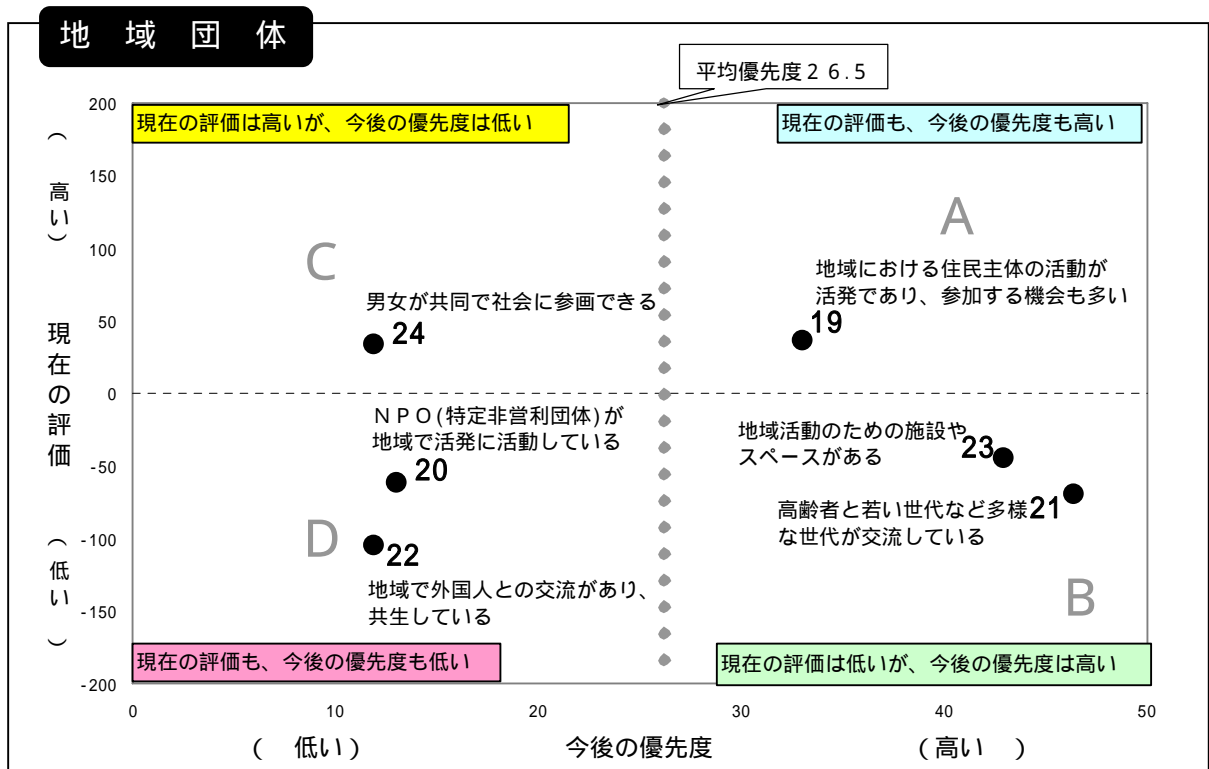 地域団体
平均優先度２６.５
現在の評価は高いが、今後の優先度は低い
現在の評価も、今後の優先度も高い
200
150
100
50
0
-50
-100
-150
-200
（高い）
現在の評価
（低い）
C
A
男女が共同で社会に参画できる
24
地域における住民主体の活動が
活発であり、参加する機会も多い
19
ＮＰＯ(特定非営利団体)が
地域で活発に活動している
20
D
22
地域で外国人との交流があり、
共生している
地域活動のための施設や
スペースがある
23
高齢者と若い世代など多様
な世代が交流している
21
B
現在の評価も、今後の優先度も低い
現在の評価は低いが、今後の優先度は高い
0 10 20 30 40 50
（ 低い） 今後の優先度 （高い ）